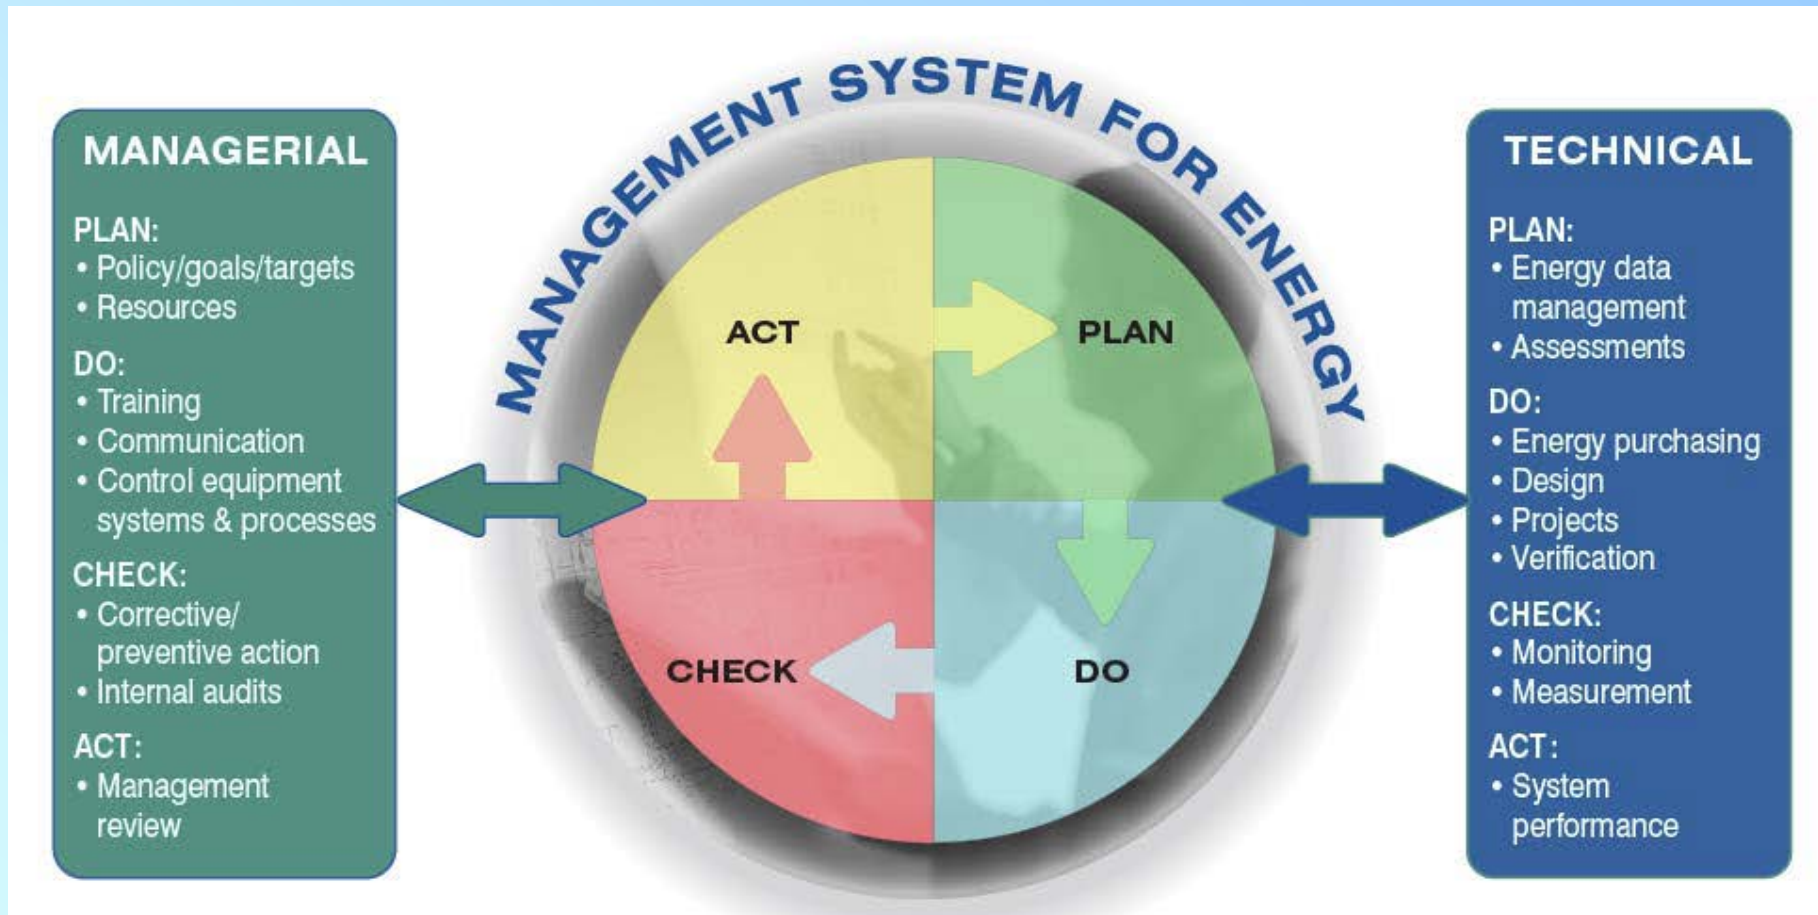 MANAGEMENT SYSTEM FOR ENERGY
MANAGERIAL
PLAN:
• Policy/goals/targets
• Resources
DO:
• Training
• Communication
• Control equipment
systems & processes
CHECK:
• Corrective/
preventive action
• Internal audits
ACT:
• Management
review
ACT
PLAN
CHECK
DO
TECHNICAL
PLAN:
• Energy data
management
• Assessments
DO:
• Energy purchasing
• Design
• Projects
• Verification
CHECK:
• Monitoring
• Measurement
ACT:
• System
performance